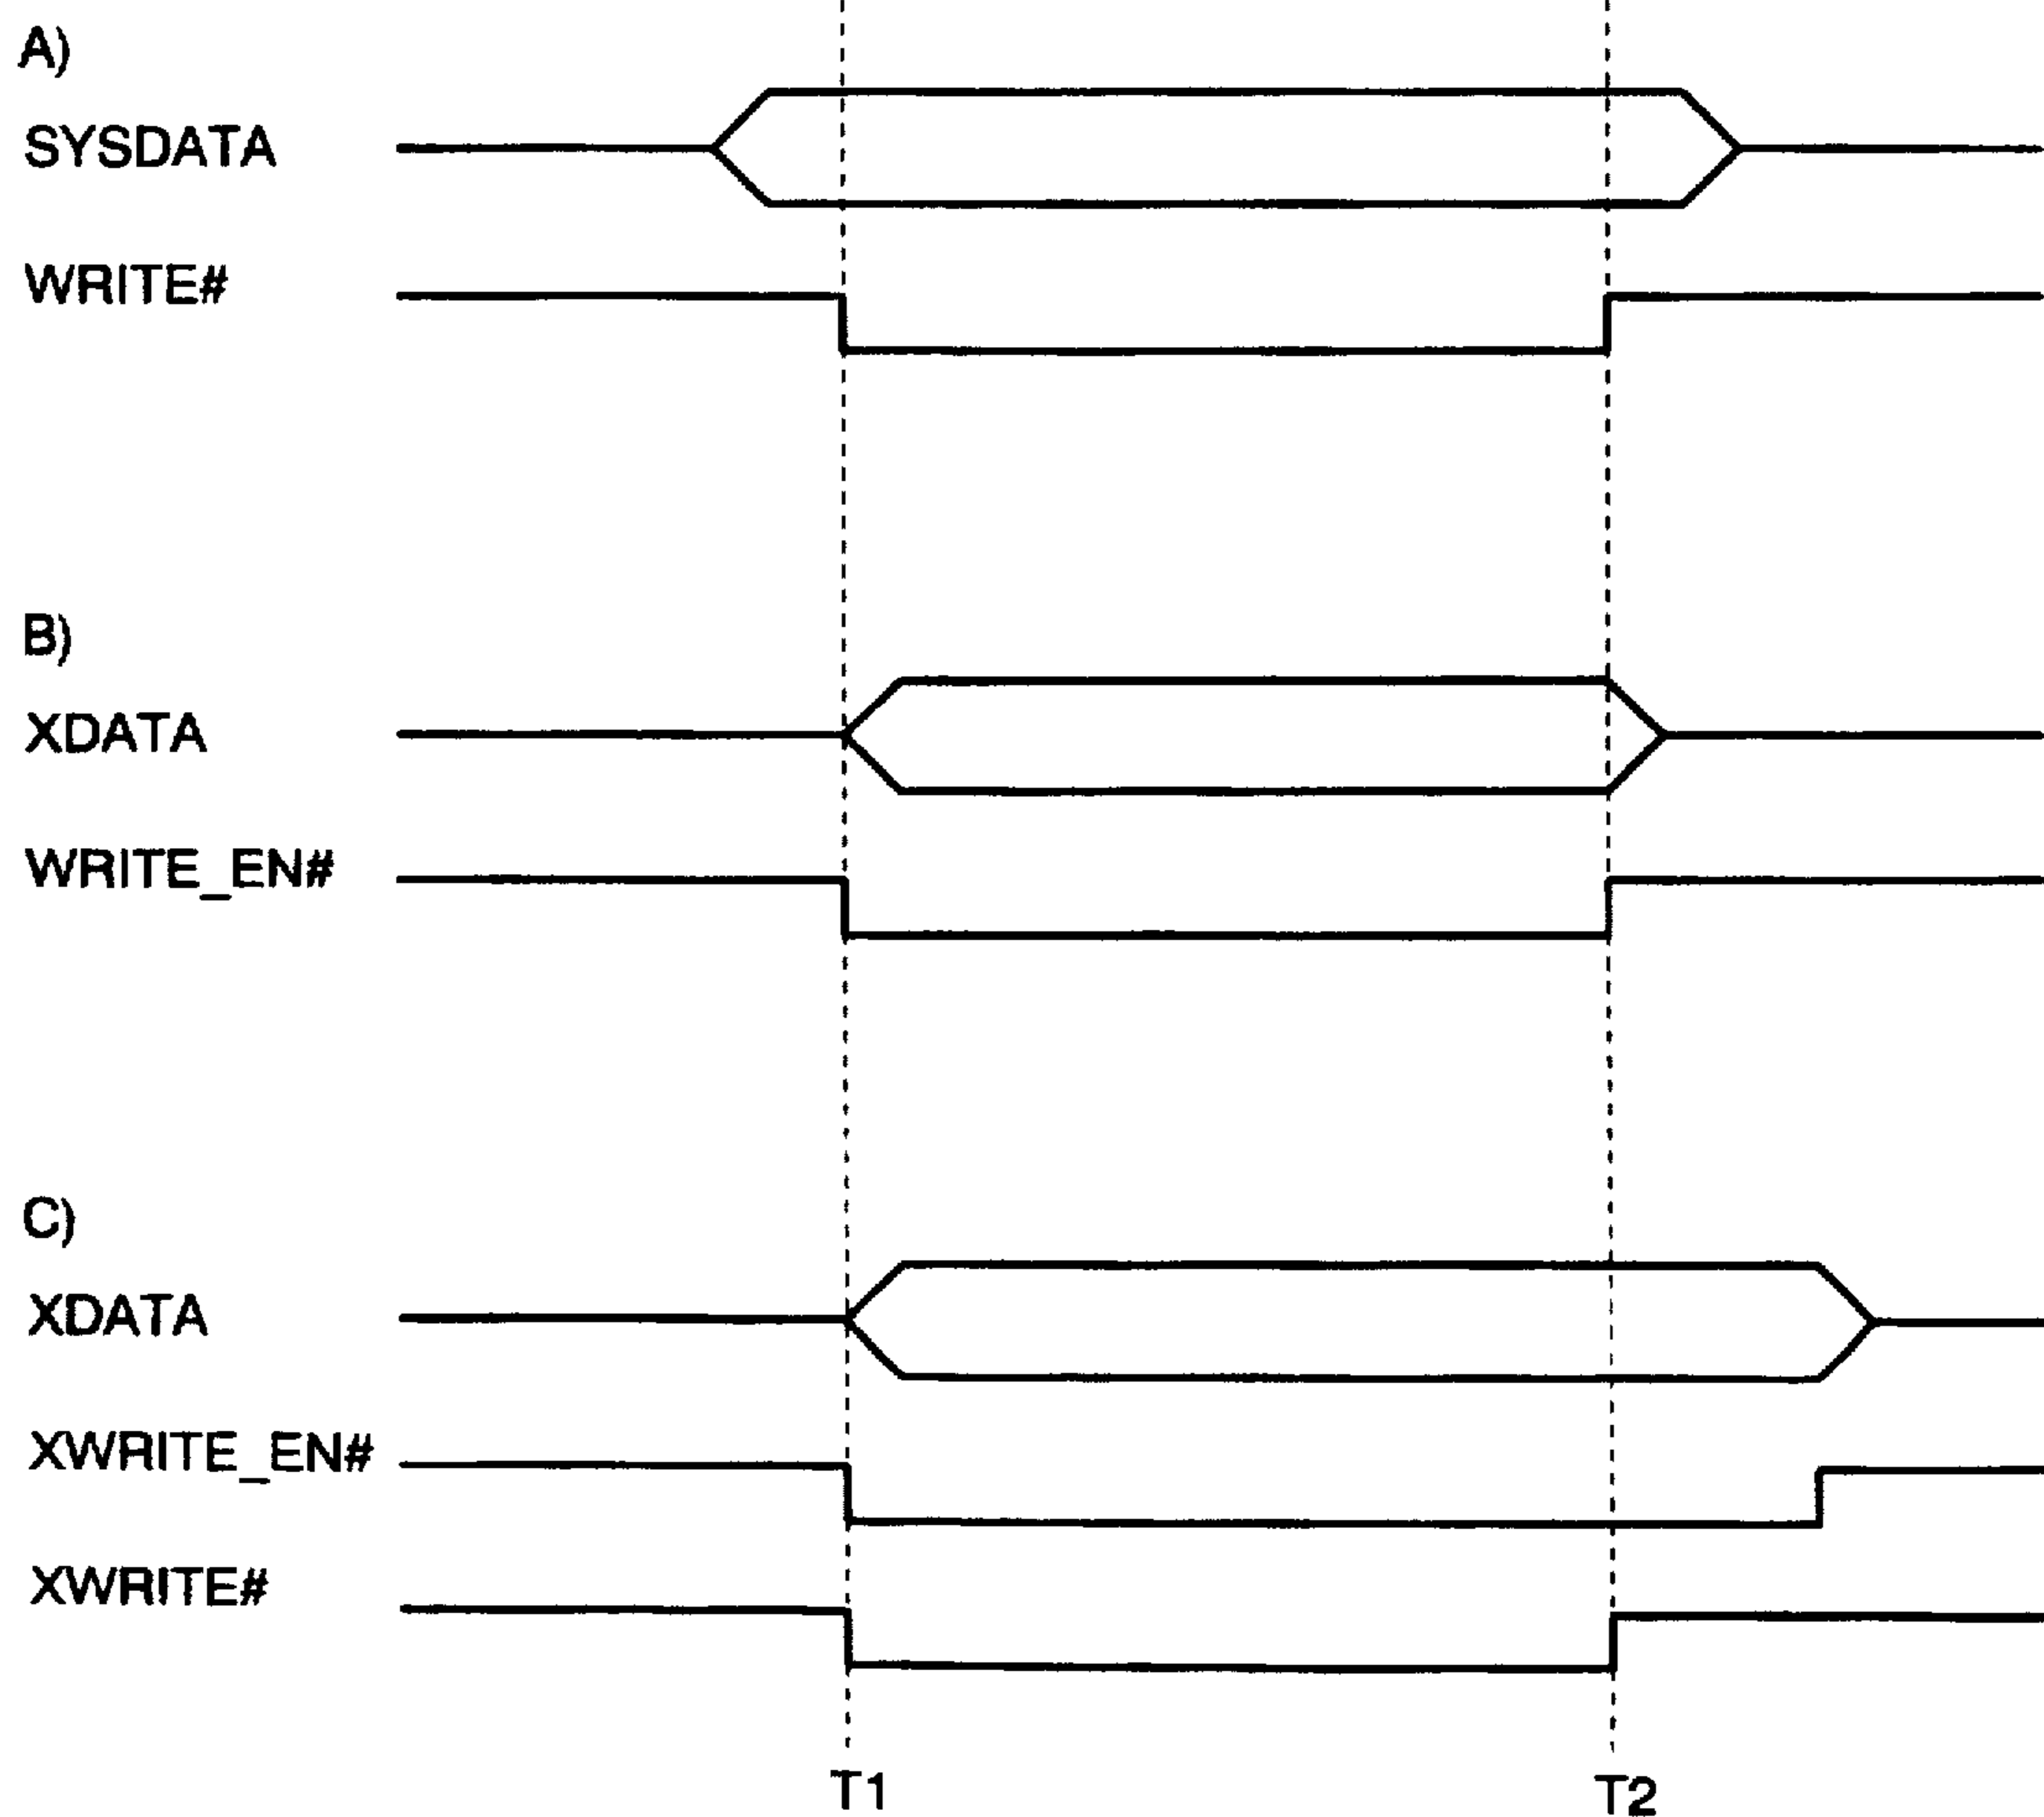 A)
SYSDATA
WRITE#
B)
XDATA
WRITE_EN#
C)
XDATA
XWRITE_EN#
XWRITE#
T1 T2